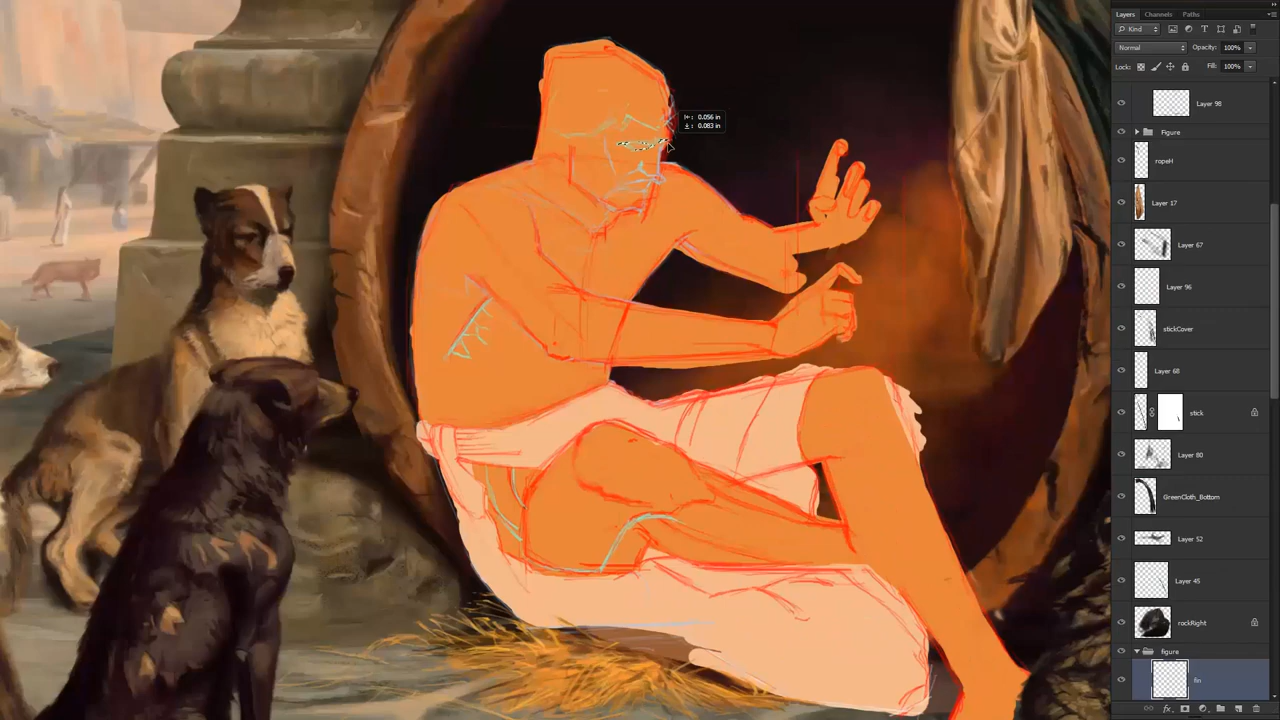 Layers Channels Paths
Kind
Normal Opacity: 100%
Lock: Fill: 100%
Layer 98
Figure
ropeH
Layer 17
Layer 67
Layer 96
stickCover
Layer 68
stick
Layer 80
GreenCloth_Bottom
Layer 52
Layer 45
rockRight
figure
fin
fx
0.056 in
0.083 in